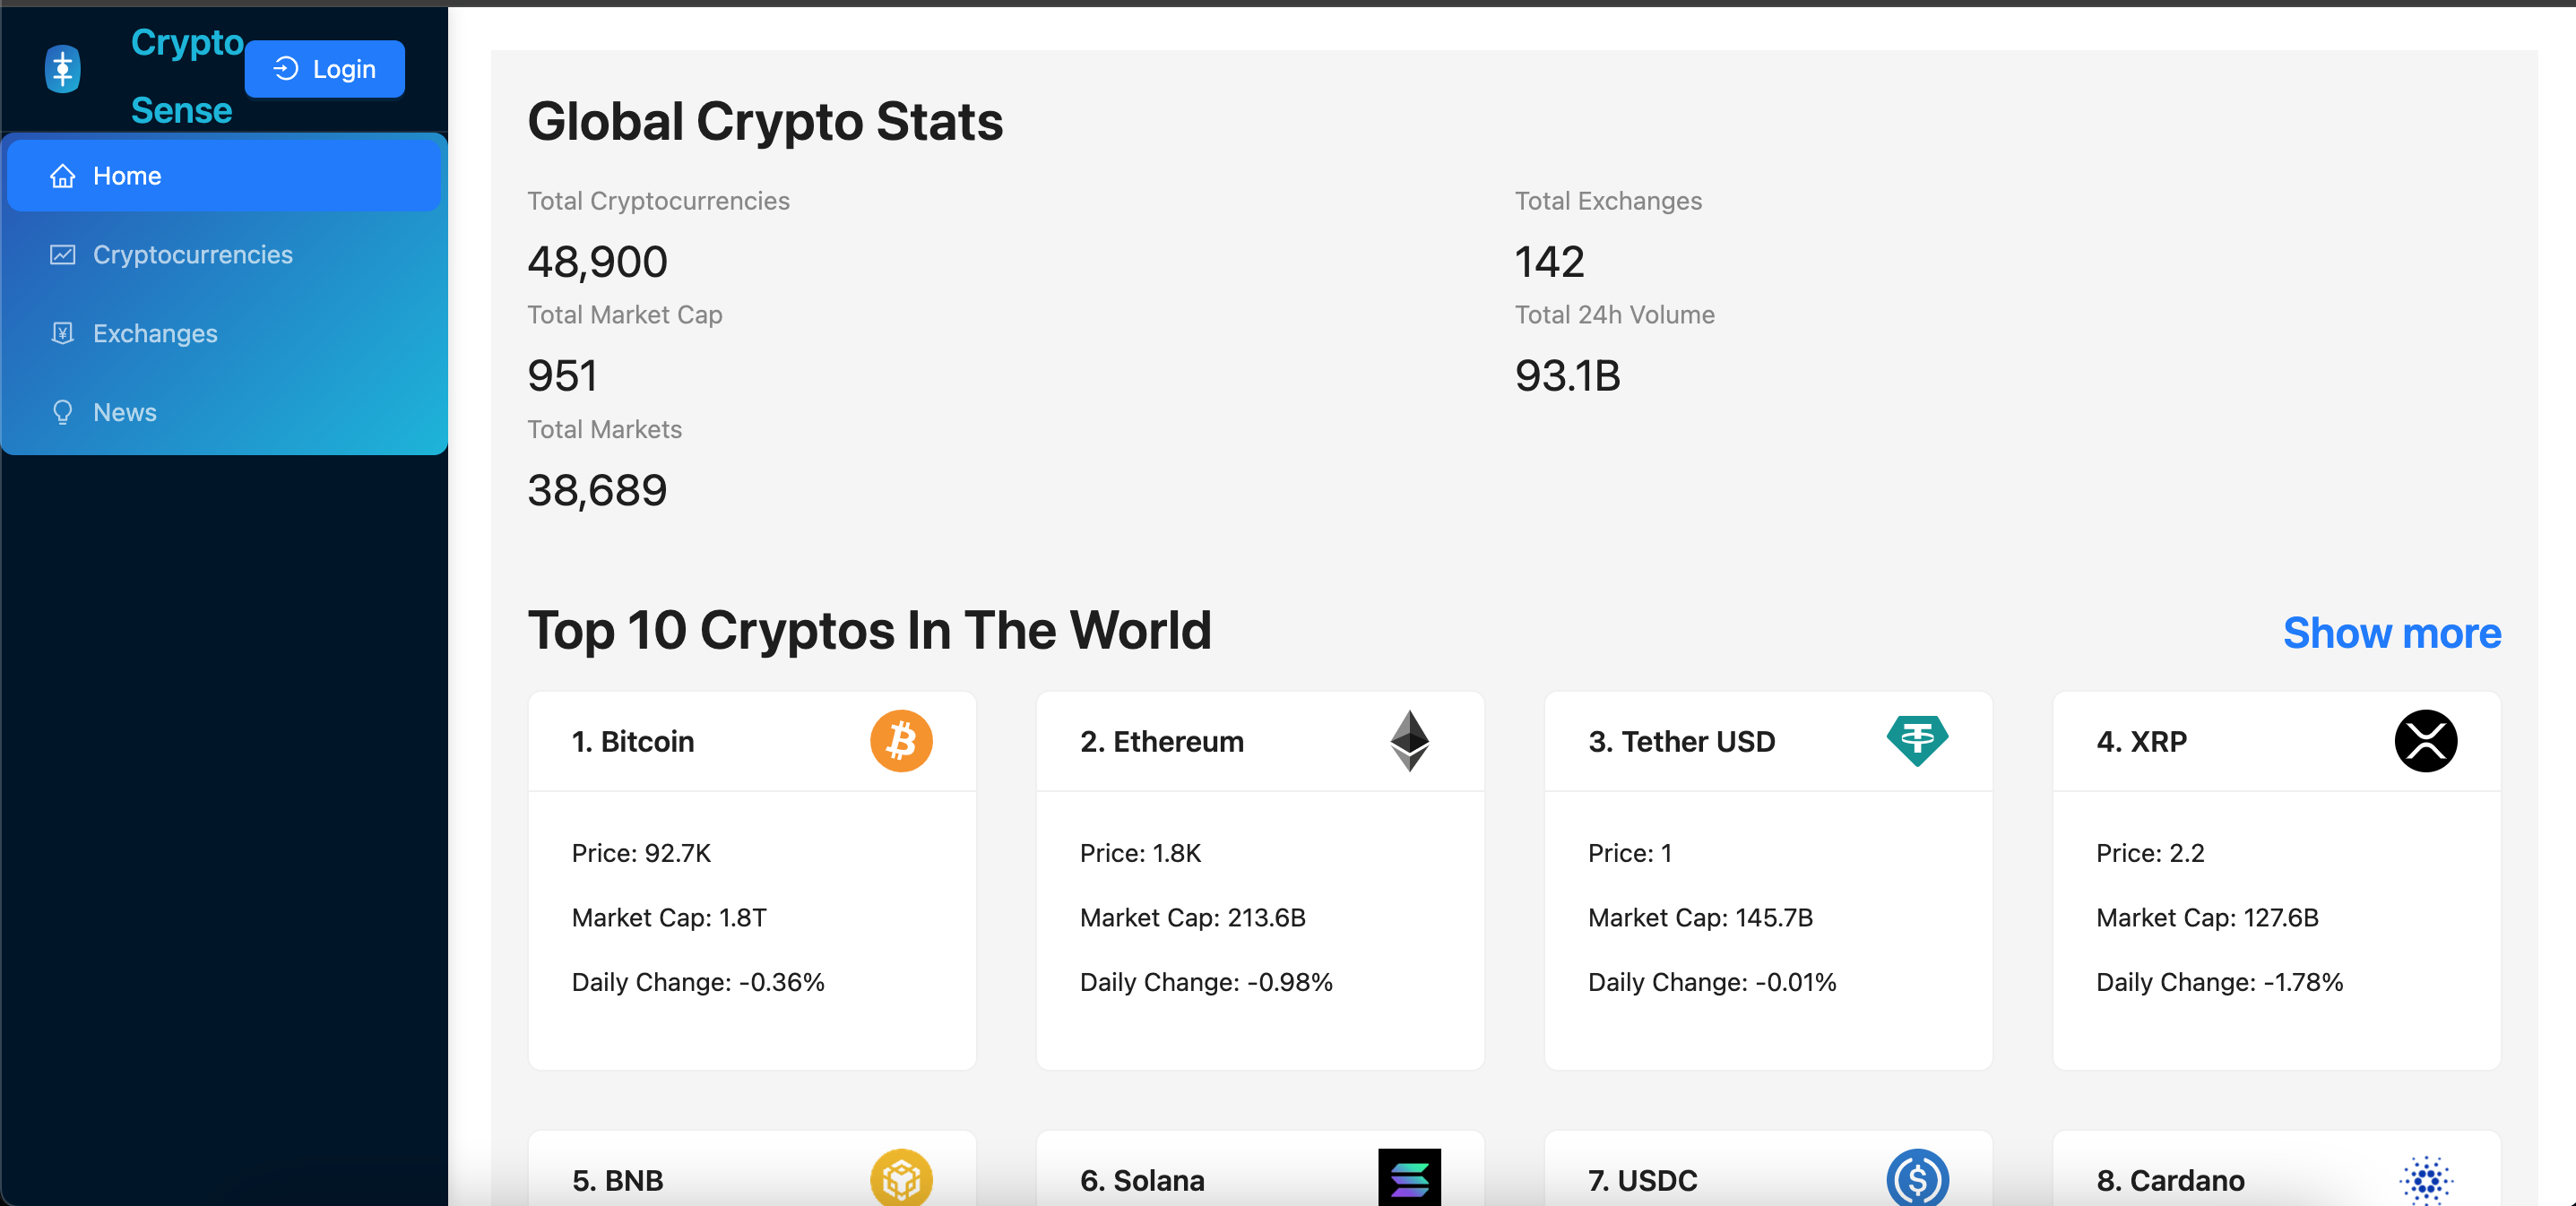 Crypto
Sense
Login
Home
Cryptocurrencies
Exchanges
News
Global Crypto Stats
Total Cryptocurrencies
48,900
Total Exchanges
142
Total Market Cap
951
Total 24h Volume
93.1B
Total Markets
38,689
Top 10 Cryptos In The World
Show more
1. Bitcoin
Price: 92.7K
Market Cap: 1.8T
Daily Change: -0.36%
2. Ethereum
Price: 1.8K
Market Cap: 213.6B
Daily Change: -0.98%
3. Tether USD
Price: 1
Market Cap: 145.7B
Daily Change: -0.01%
4. XRP
Price: 2.2
Market Cap: 127.6B
Daily Change: -1.78%
5. BNB
6. Solana
7. USDC
8. Cardano